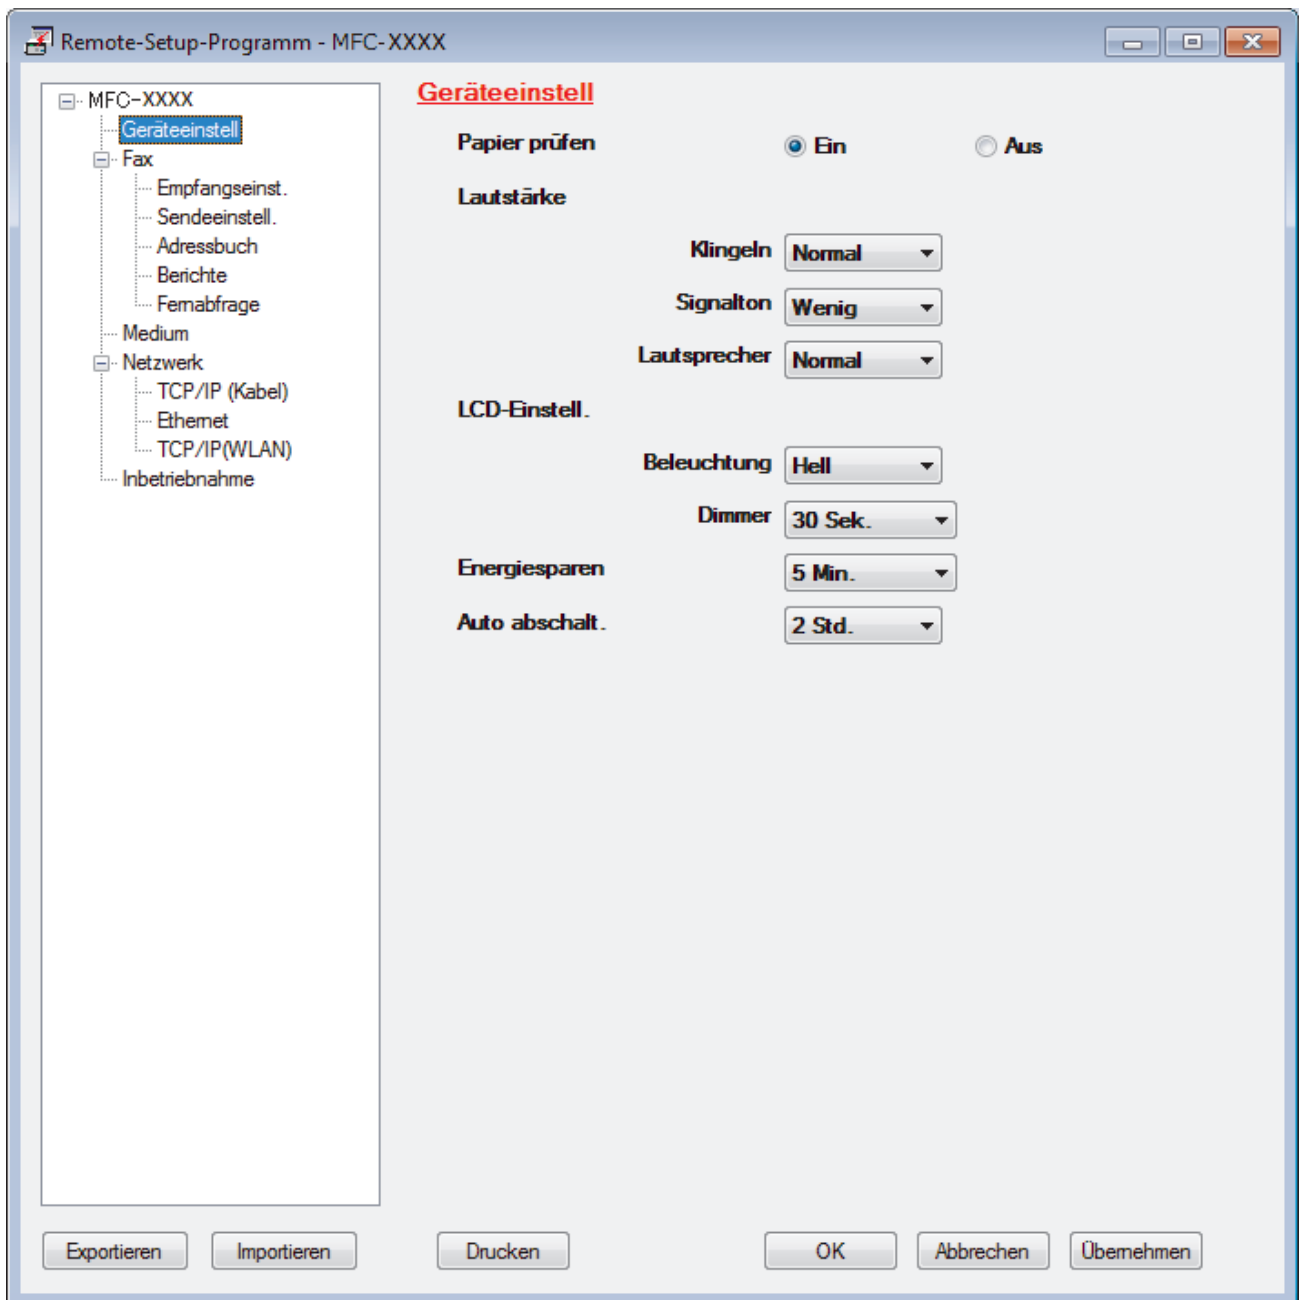 Remote-Setup-Programm - MFC-XXXX
MFC-XXXX
Geräteeinstell
Fax
Empfangseinst.
Sendeeinstell.
Adressbuch
Berichte
Fernabfrage
Medium
Netzwerk
TCP/IP (Kabel)
Ethernet
TCP/IP(WLAN)
Inbetriebnahme
Geräteeinstell
Papier prüfen Ein Aus
Lautstärke
Klingeln Normal
Signalton Wenig
Lautsprecher Normal
LCD-Einstell.
Beleuchtung Hell
Dimmer 30 Sek.
Energiesparen 5 Min.
Auto abschalt. 2 Std.
Exportieren Importieren Drucken OK Abbrechen Übernehmen